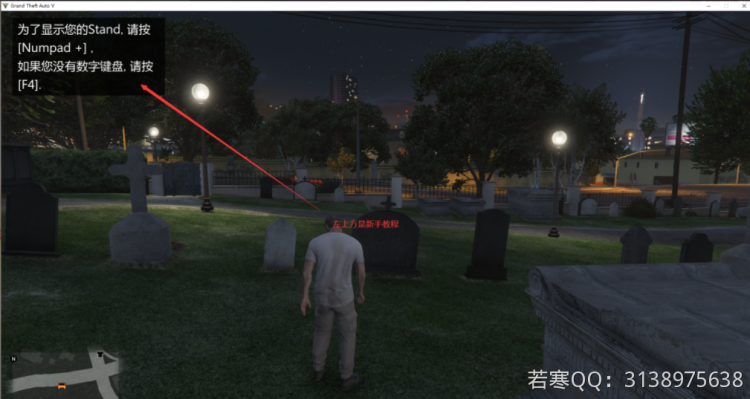 Grand Theft Auto V
为了显示您的Stand, 请按
[Numpad +] ,
如果您没有数字键盘, 请按
[F4].
左上方是新手教程
N
若寒QQ：3138975638